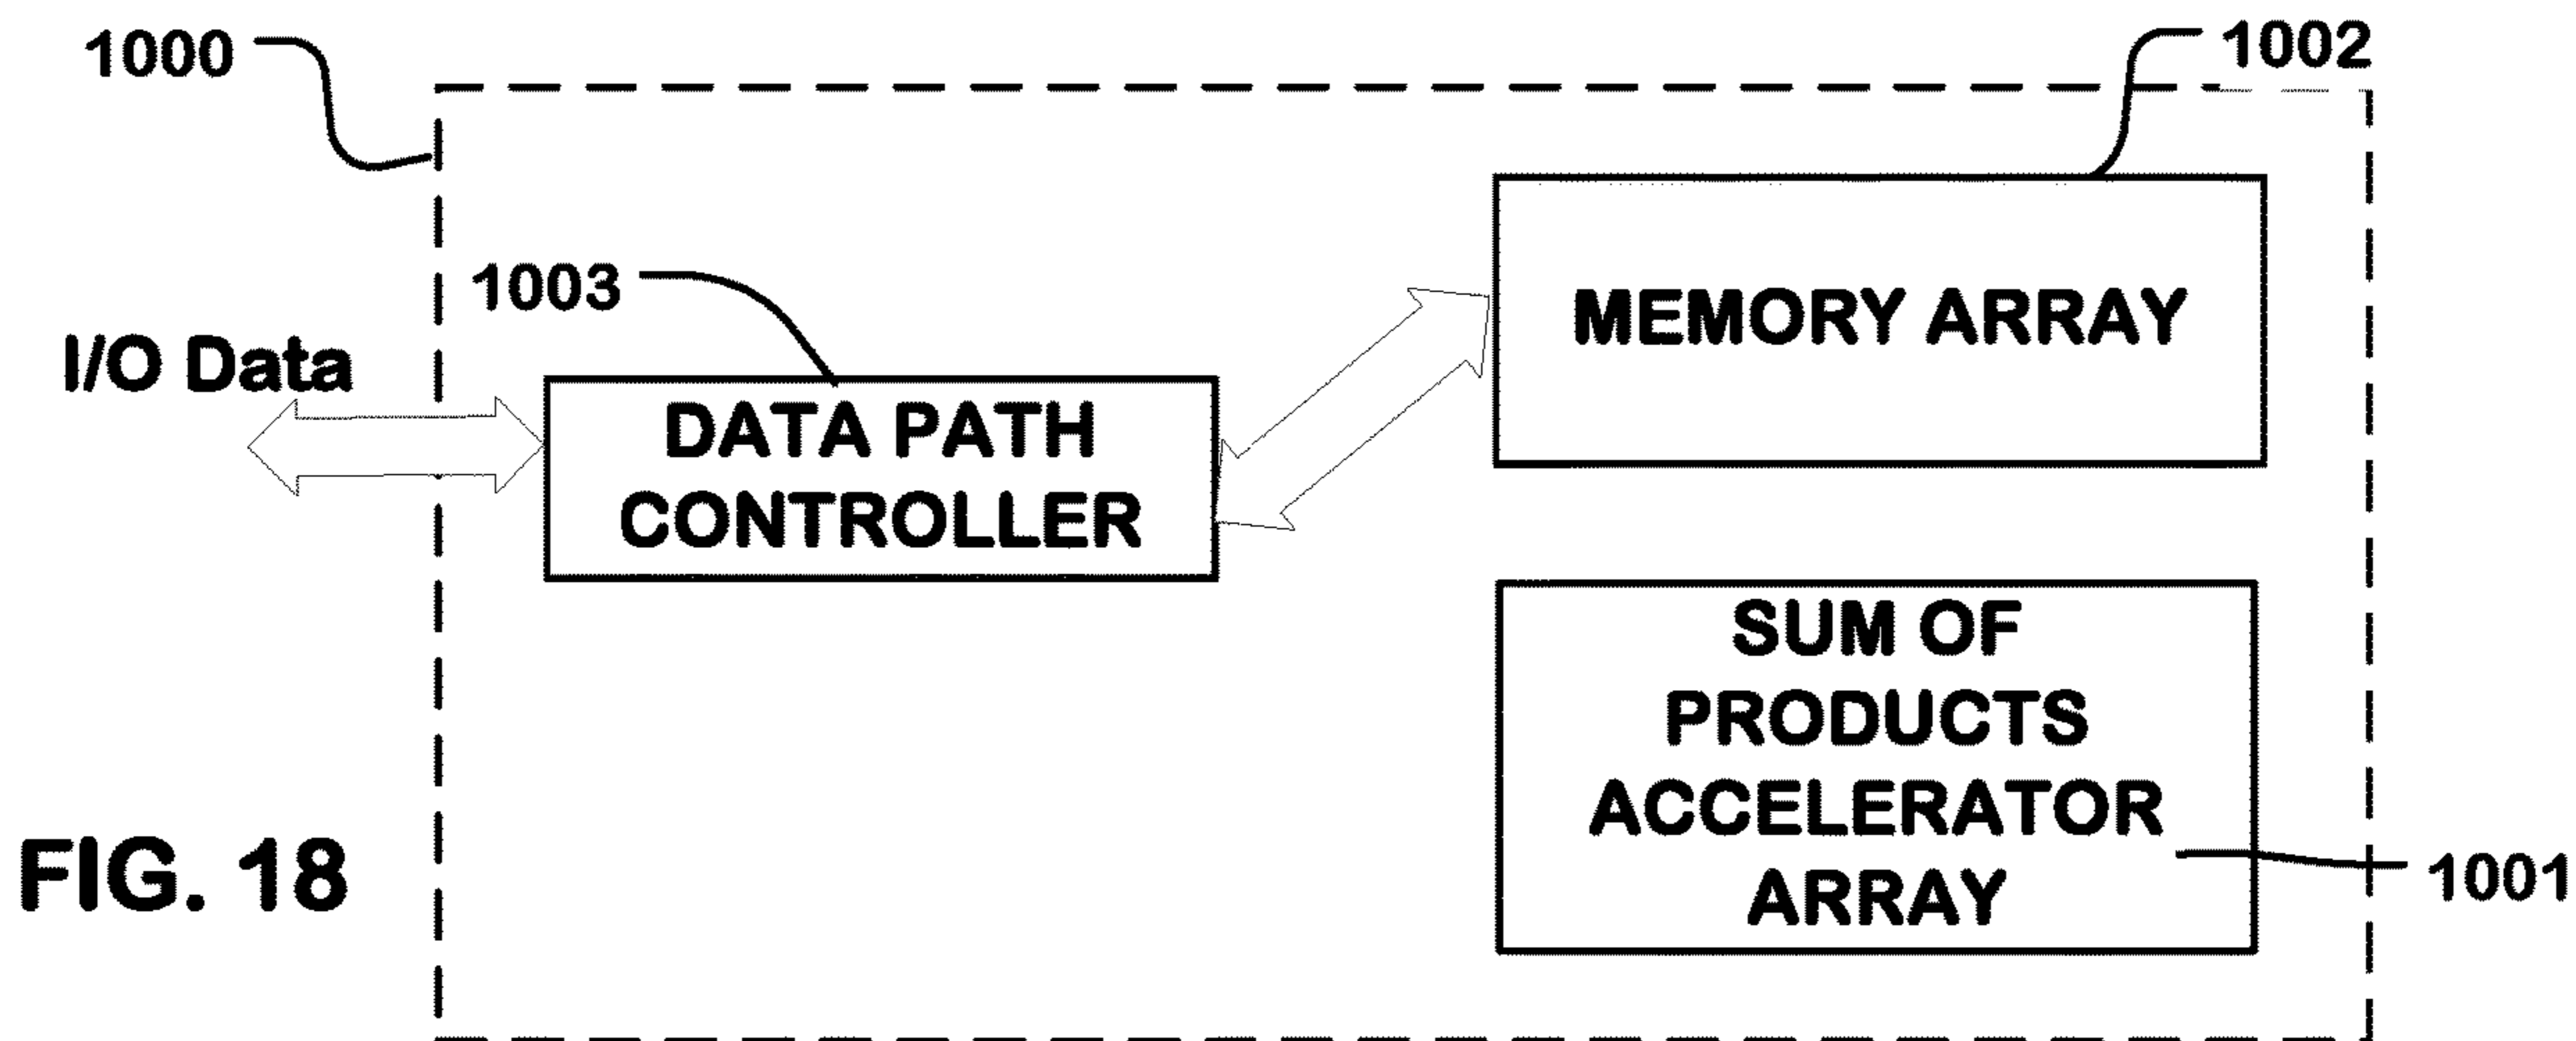 1000
1002
1003
I/O Data
MEMORY ARRAY
DATA PATH
CONTROLLER
SUM OF
PRODUCTS
ACCELERATOR
ARRAY
1001
FIG. 18